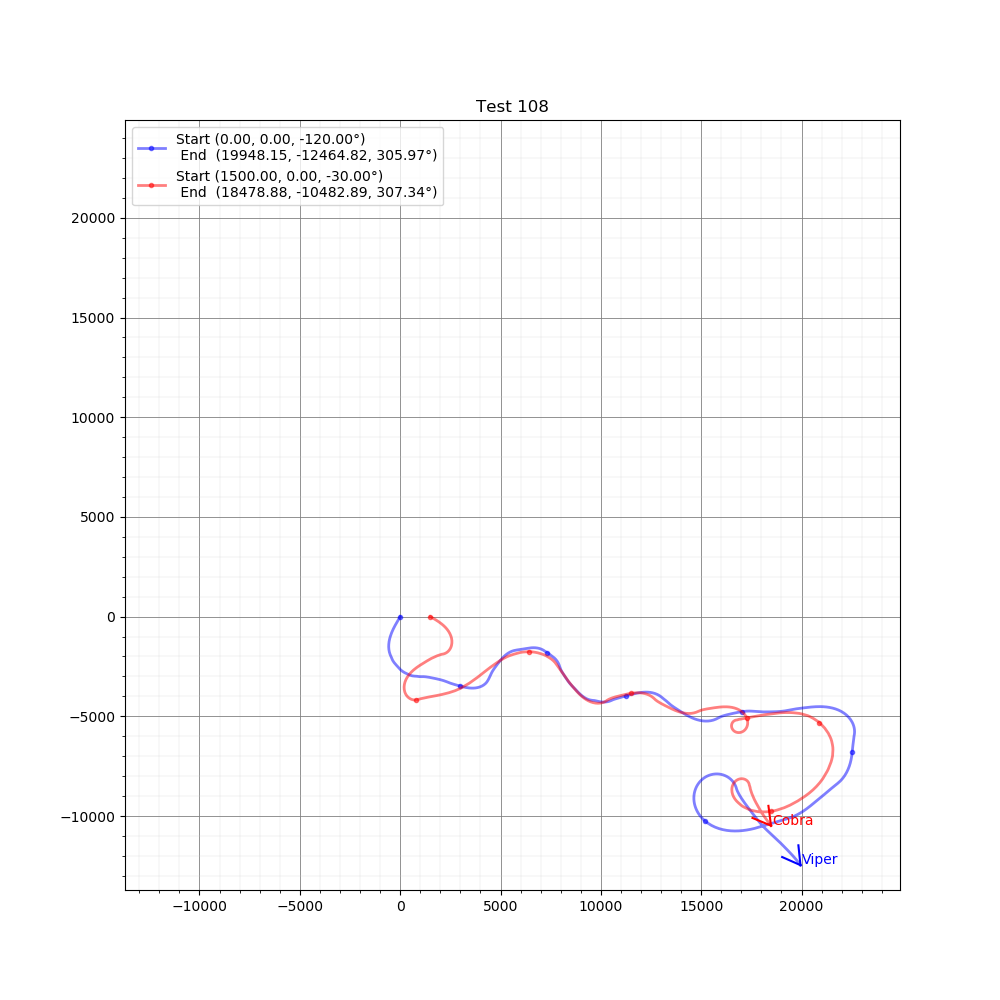 Test 108
Start (0.00, 0.00, -120.00°)
End (19948.15, -12464.82, 305.97°)
Start (1500.00, 0.00, -30.00°)
End (18478.88, -10482.89, 307.34°)
20000
15000
10000
5000
0
−5000
−10000
Cobra
Viper
−10000 −5000 0 5000 10000 15000 20000